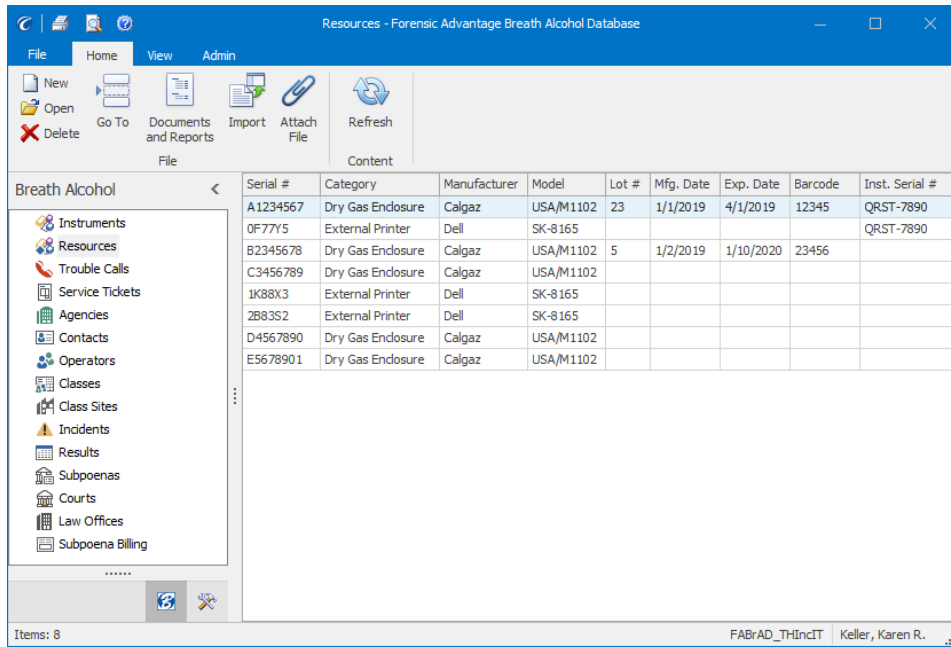 Resources - Forensic Advantage Breath Alcohol Database
File Home View Admin
New
Open
Delete
Go To
Documents and Reports
Import
Attach File
Refresh
File
Content
Breath Alcohol
Instruments
Resources
Trouble Calls
Service Tickets
Agencies
Contacts
Operators
Classes
Class Sites
Incidents
Results
Subpoenas
Courts
Law Offices
Subpoena Billing
Serial # Category Manufacturer Model Lot # Mfg. Date Exp. Date Barcode Inst. Serial #
A1234567 Dry Gas Enclosure Calgaz USA/M1102 23 1/1/2019 4/1/2019 12345 QRST-7890
0F77Y5 External Printer Dell SK-8165 QRST-7890
B2345678 Dry Gas Enclosure Calgaz USA/M1102 5 1/2/2019 1/10/2020 23456
C3456789 Dry Gas Enclosure Calgaz USA/M1102
1K88X3 External Printer Dell SK-8165
2B83S2 External Printer Dell SK-8165
D4567890 Dry Gas Enclosure Calgaz USA/M1102
E5678901 Dry Gas Enclosure Calgaz USA/M1102
Items: 8
FABrAD_THIncIT
Keller, Karen R.